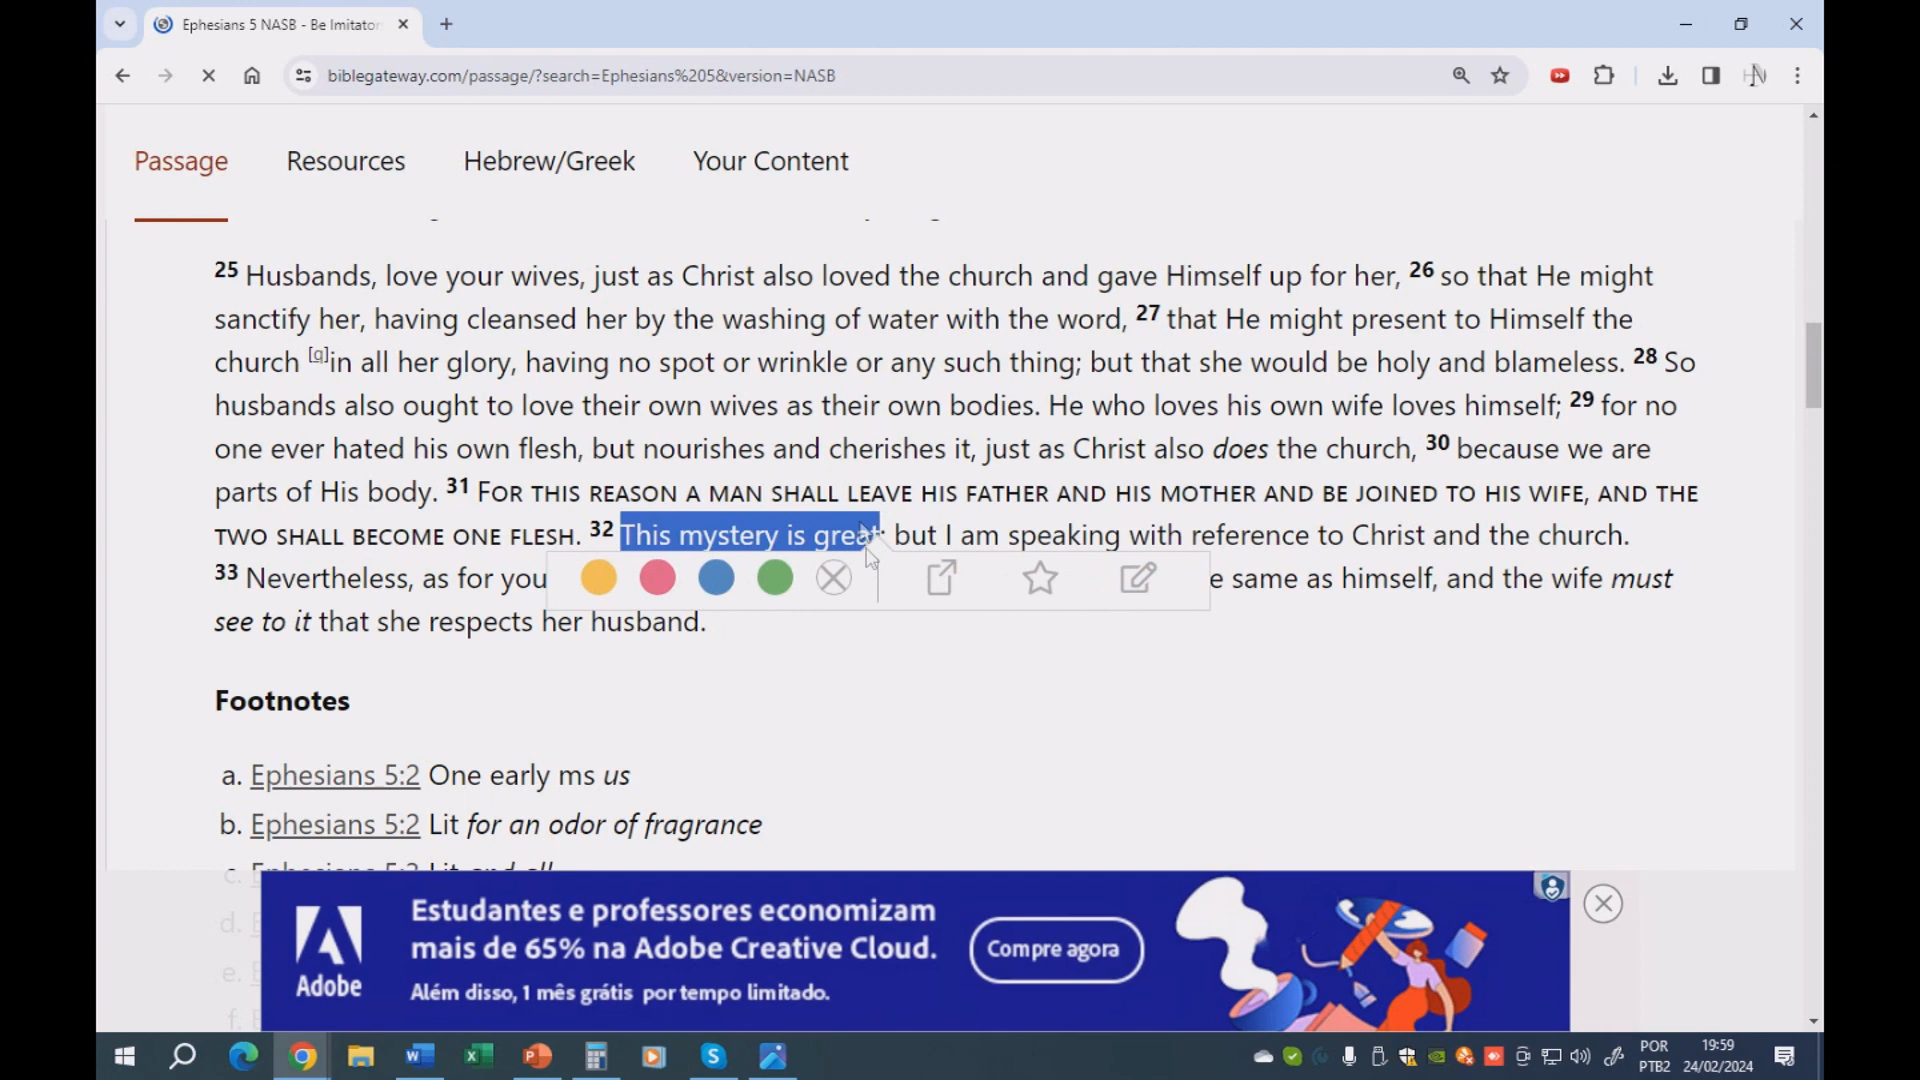 Ephesians 5 NASB - Be Imitator
biblegateway.com/passage/?search=Ephesians%205&version=NASB
Passage Resources Hebrew/Greek Your Content
25 Husbands, love your wives, just as Christ also loved the church and gave Himself up for her, 26 so that He might
sanctify her, having cleansed her by the washing of water with the word, 27 that He might present to Himself the
church [q]in all her glory, having no spot or wrinkle or any such thing; but that she would be holy and blameless. 28 So
husbands also ought to love their own wives as their own bodies. He who loves his own wife loves himself; 29 for no
one ever hated his own flesh, but nourishes and cherishes it, just as Christ also does the church, 30 because we are
parts of His body. 31 FOR THIS REASON A MAN SHALL LEAVE HIS FATHER AND HIS MOTHER AND BE JOINED TO HIS WIFE, AND THE
TWO SHALL BECOME ONE FLESH. 32 This mystery is great; but I am speaking with reference to Christ and the church.
33 Nevertheless, as for you e same as himself, and the wife must
see to it that she respects her husband.
Footnotes
a. Ephesians 5:2 One early ms us
b. Ephesians 5:2 Lit for an odor of fragrance
c.
d.
e.
f.
Adobe
Estudantes e professores economizam
mais de 65% na Adobe Creative Cloud.
Além disso, 1 mês grátis por tempo limitado.
Compre agora
POR
PTB2
19:59
24/02/2024